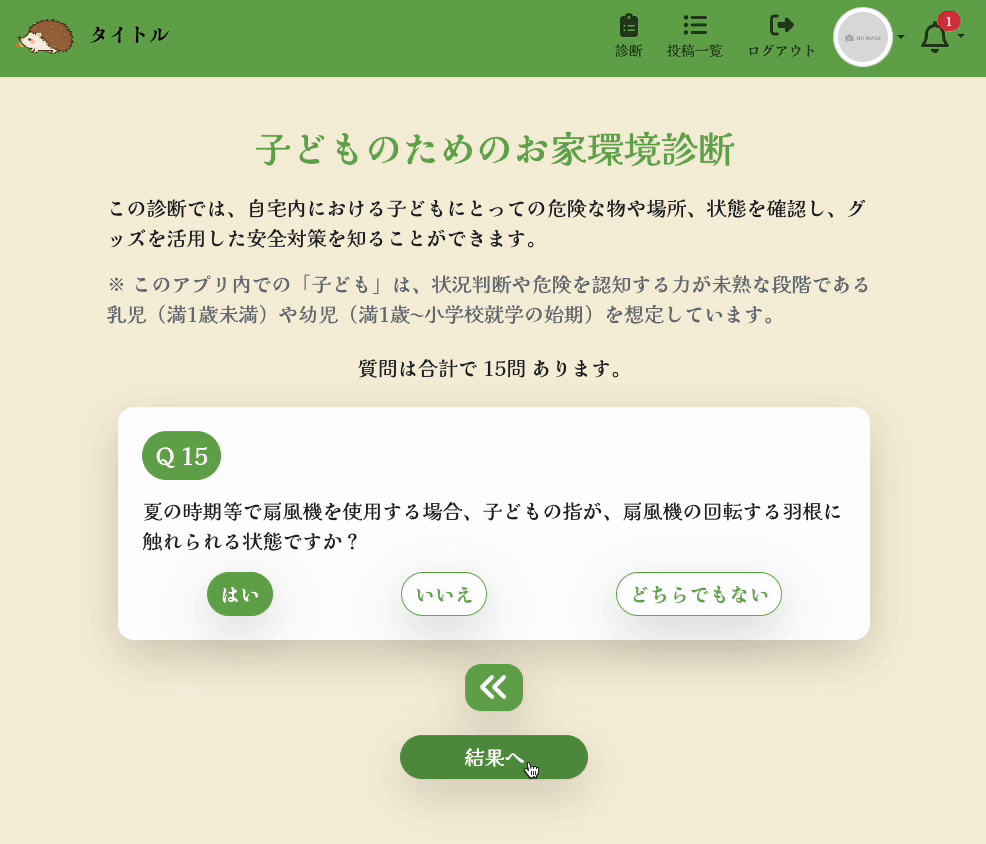 タイトル
診断
投稿一覧
ログアウト
NO IMAGE
1
子どものためのお家環境診断
この診断では、自宅内における子どもにとっての危険な物や場所、状態を確認し、グ
ッズを活用した安全対策を知ることができます。
※ このアプリ内での「子ども」は、状況判断や危険を認知する力が未熟な段階である
乳児（満1歳未満）や幼児（満1歳~小学校就学の始期）を想定しています。
質問は合計で 15問 あります。
Q 15
夏の時期等で扇風機を使用する場合、子どもの指が、扇風機の回転する羽根に
触れられる状態ですか？
はい
いいえ
どちらでもない
結果へ